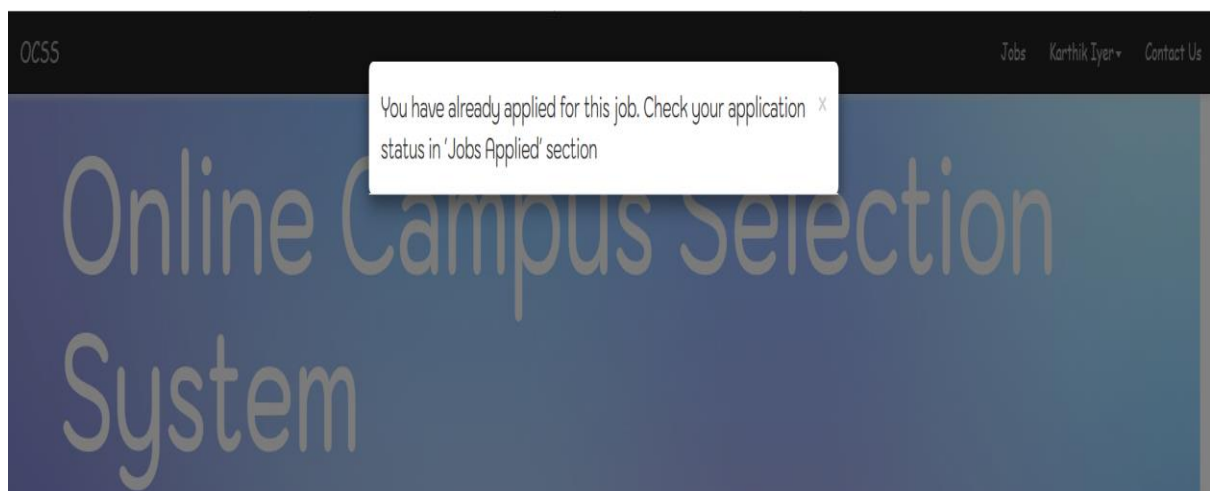 OCSS
Jobs Karthik Iyer Contact Us
You have already applied for this job. Check your application x
status in 'Jobs Applied' section
Online Campus Selection
System